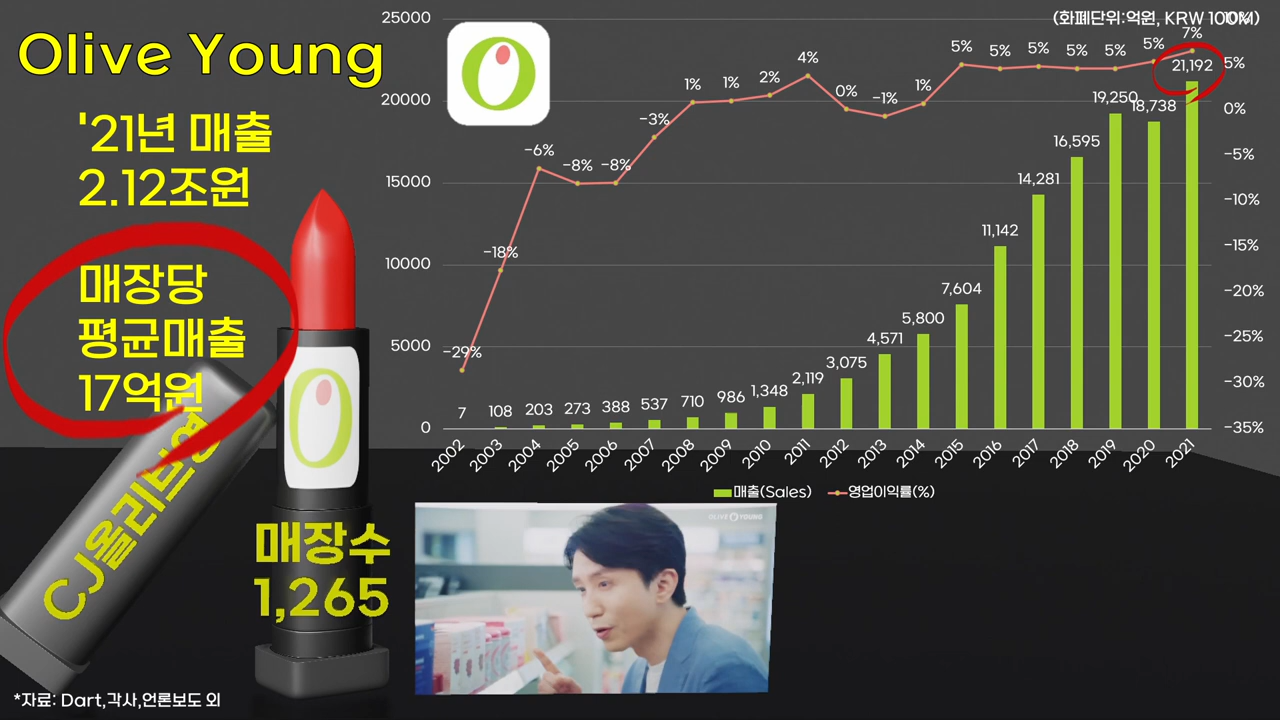 Olive Young
'21년 매출
2.12조원
매장당
평균매출
17억원
CJ올리브영
매장수
1,265
*자료: Dart,각사,언론보도 외
(화폐단위:억원, KRW 100M)
25000
20000
15000
10000
5000
0
5%
0%
−5%
−10%
−15%
−20%
−25%
−30%
−35%
−29% −18% −6% −8% −8% −3% 1% 1% 2% 4% 0% −1% 1% 5% 5% 5% 5% 5% 5% 7%
7 108 203 273 388 537 710 986 1,348 2,119 3,075 4,571 5,800 7,604 11,142 14,281 16,595 19,250 18,738 21,192
2002 2003 2004 2005 2006 2007 2008 2009 2010 2011 2012 2013 2014 2015 2016 2017 2018 2019 2020 2021
매출(Sales) 영업이익률(%)
OLIVE YOUNG